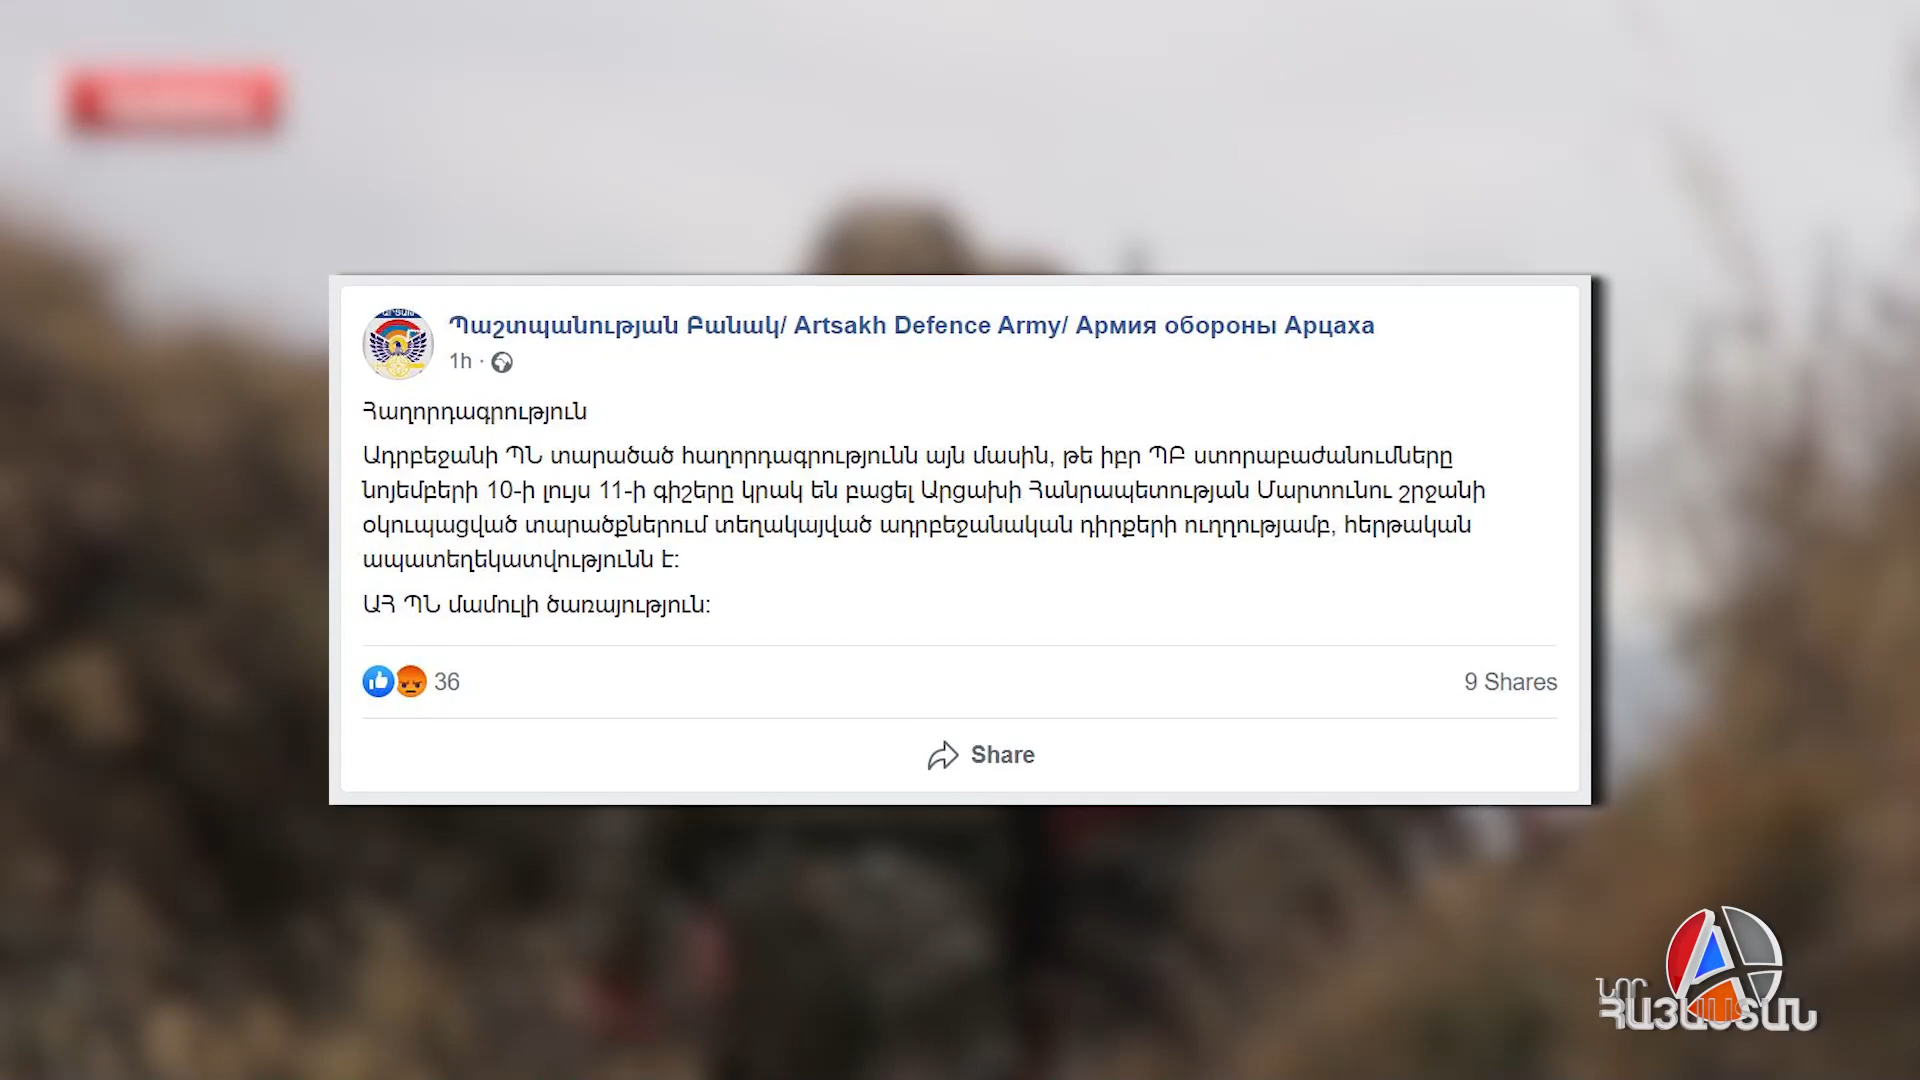 Պաշտպանության Բանակ/ Artsakh Defence Army/ Армия обороны Арцаха
1h ·
Հաղորդագրություն
Ադրբեջանի ՊՆ տարածած հաղորդագրությունն այն մասին, թե իբր ՊԲ ստորաբաժանումները
նոյեմբերի 10-ի լույս 11-ի գիշերը կրակ են բացել Արցախի Հանրապետության Մարտունու շրջանի
օկուպացված տարածքներում տեղակայված ադրբեջանական դիրքերի ուղղությամբ, հերթական
ապատեղեկատվությունն է:
ԱՀ ՊՆ մամուլի ծառայություն:
36
9 Shares
Share
ՆՈՐ
ՀԱՅԱՍՏԱՆ